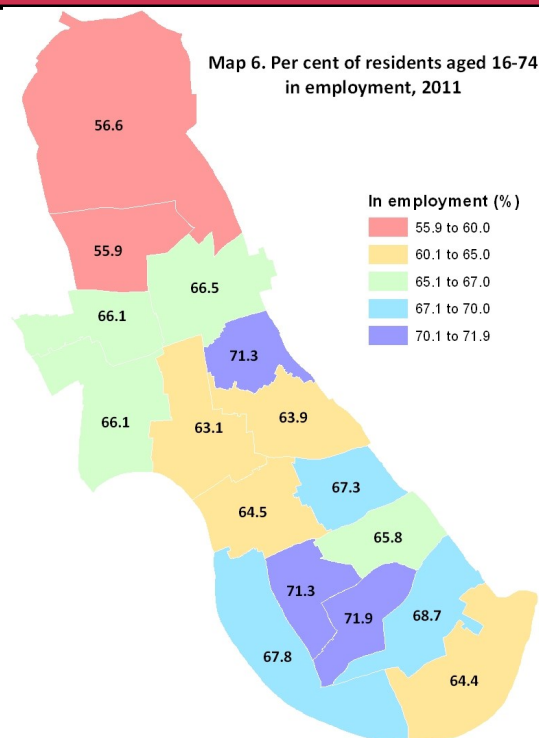 Map 6. Per cent of residents aged 16-74
in employment, 2011
56.6
In employment (%)
55.9 to 60.0
60.1 to 65.0
65.1 to 67.0
67.1 to 70.0
70.1 to 71.9
55.9
66.5
66.1
71.3
66.1
63.1
63.9
67.3
64.5
65.8
71.3
71.9
68.7
67.8
64.4